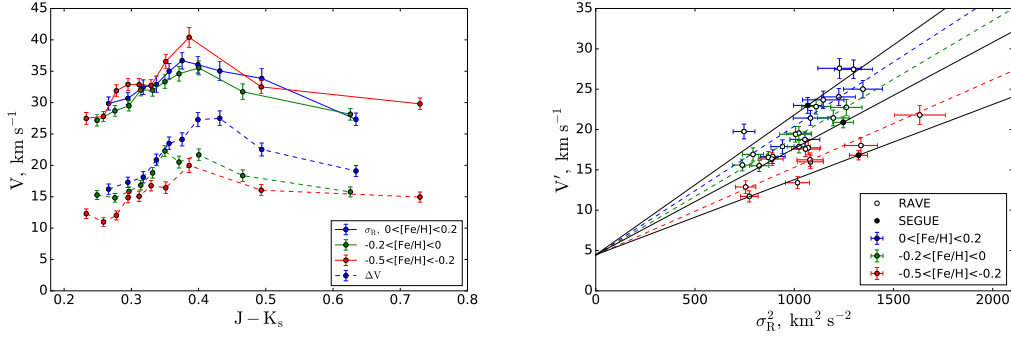 45
40
35
30
25
20
15
10
5
0
V, km s⁻¹
0.2 0.3 0.4 0.5 0.6 0.7 0.8
J − Kₛ
σ_R, 0<[Fe/H]<0.2
-0.2<[Fe/H]<0
-0.5<[Fe/H]<-0.2
ΔV
35
30
25
20
15
10
5
0
V′, km s⁻¹
0 500 1000 1500 2000
σ²_R, km² s⁻²
RAVE
SEGUE
0<[Fe/H]<0.2
-0.2<[Fe/H]<0
-0.5<[Fe/H]<-0.2